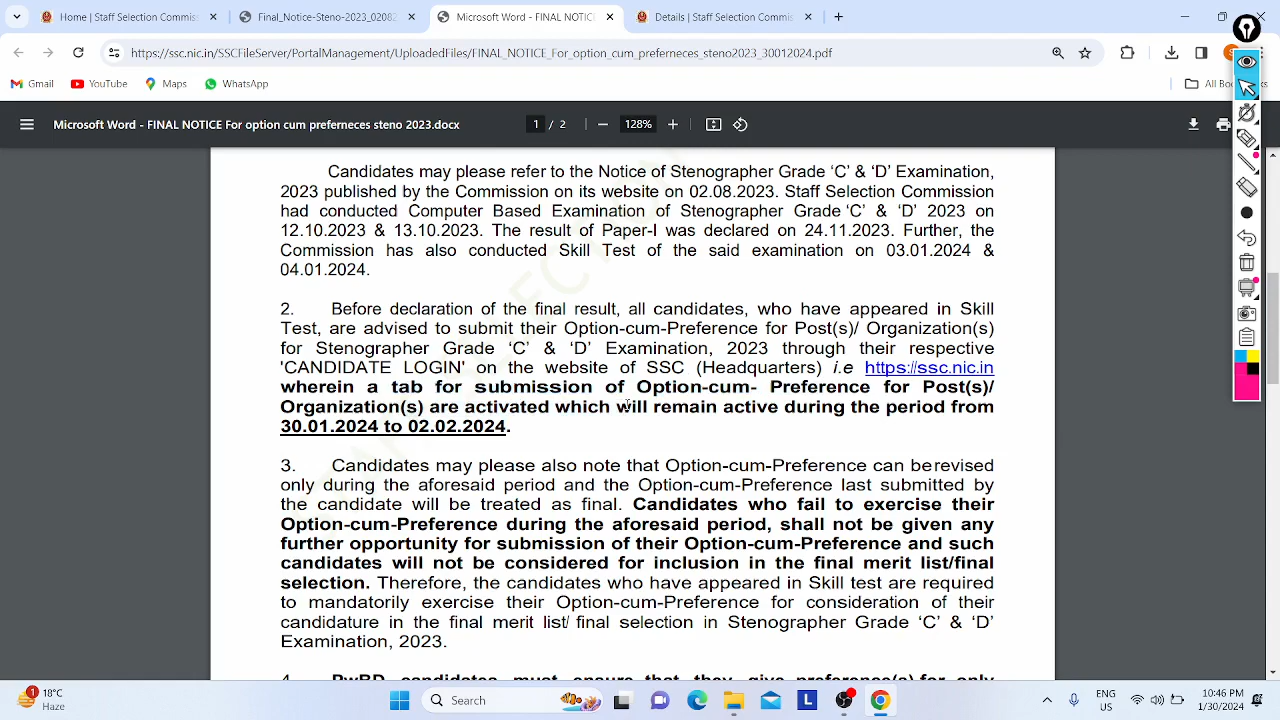 Home | Staff Selection Commis
Final_Notice-Steno-2023_0208
Microsoft Word - FINAL NOTICE
Details | Staff Selection Commis
https://ssc.nic.in/SSCFileServer/PortalManagement/UploadedFiles/FINAL_NOTICE_For_option_cum_preferneces_steno2023_30012024.pdf
Gmail
YouTube
Maps
WhatsApp
All Bo
Microsoft Word - FINAL NOTICE For option cum preferneces steno 2023.docx
1 / 2
128%
Candidates may please refer to the Notice of Stenographer Grade ‘C’ & ‘D’ Examination,
2023 published by the Commission on its website on 02.08.2023. Staff Selection Commission
had conducted Computer Based Examination of Stenographer Grade ‘C’ & ‘D’ 2023 on
12.10.2023 & 13.10.2023. The result of Paper-I was declared on 24.11.2023. Further, the
Commission has also conducted Skill Test of the said examination on 03.01.2024 &
04.01.2024.
2. Before declaration of the final result, all candidates, who have appeared in Skill
Test, are advised to submit their Option-cum-Preference for Post(s)/ Organization(s)
for Stenographer Grade ‘C’ & ‘D’ Examination, 2023 through their respective
'CANDIDATE LOGIN' on the website of SSC (Headquarters) i.e https://ssc.nic.in
wherein a tab for submission of Option-cum- Preference for Post(s)/
Organization(s) are activated which will remain active during the period from
30.01.2024 to 02.02.2024.
3. Candidates may please also note that Option-cum-Preference can be revised
only during the aforesaid period and the Option-cum-Preference last submitted by
the candidate will be treated as final. Candidates who fail to exercise their
Option-cum-Preference during the aforesaid period, shall not be given any
further opportunity for submission of their Option-cum-Preference and such
candidates will not be considered for inclusion in the final merit list/final
selection. Therefore, the candidates who have appeared in Skill test are required
to mandatorily exercise their Option-cum-Preference for consideration of their
candidature in the final merit list/ final selection in Stenographer Grade ‘C’ & ‘D’
Examination, 2023.
4. PwBD candidates must ensure that they give preference(s) for only
18°C
Haze
Search
ENG
US
10:46 PM
1/30/2024